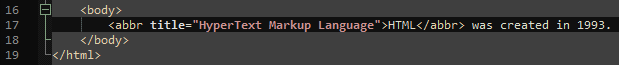 16 <body>
17 <abbr title="HyperText Markup Language">HTML</abbr> was created in 1993.
18 </body>
19 </html>